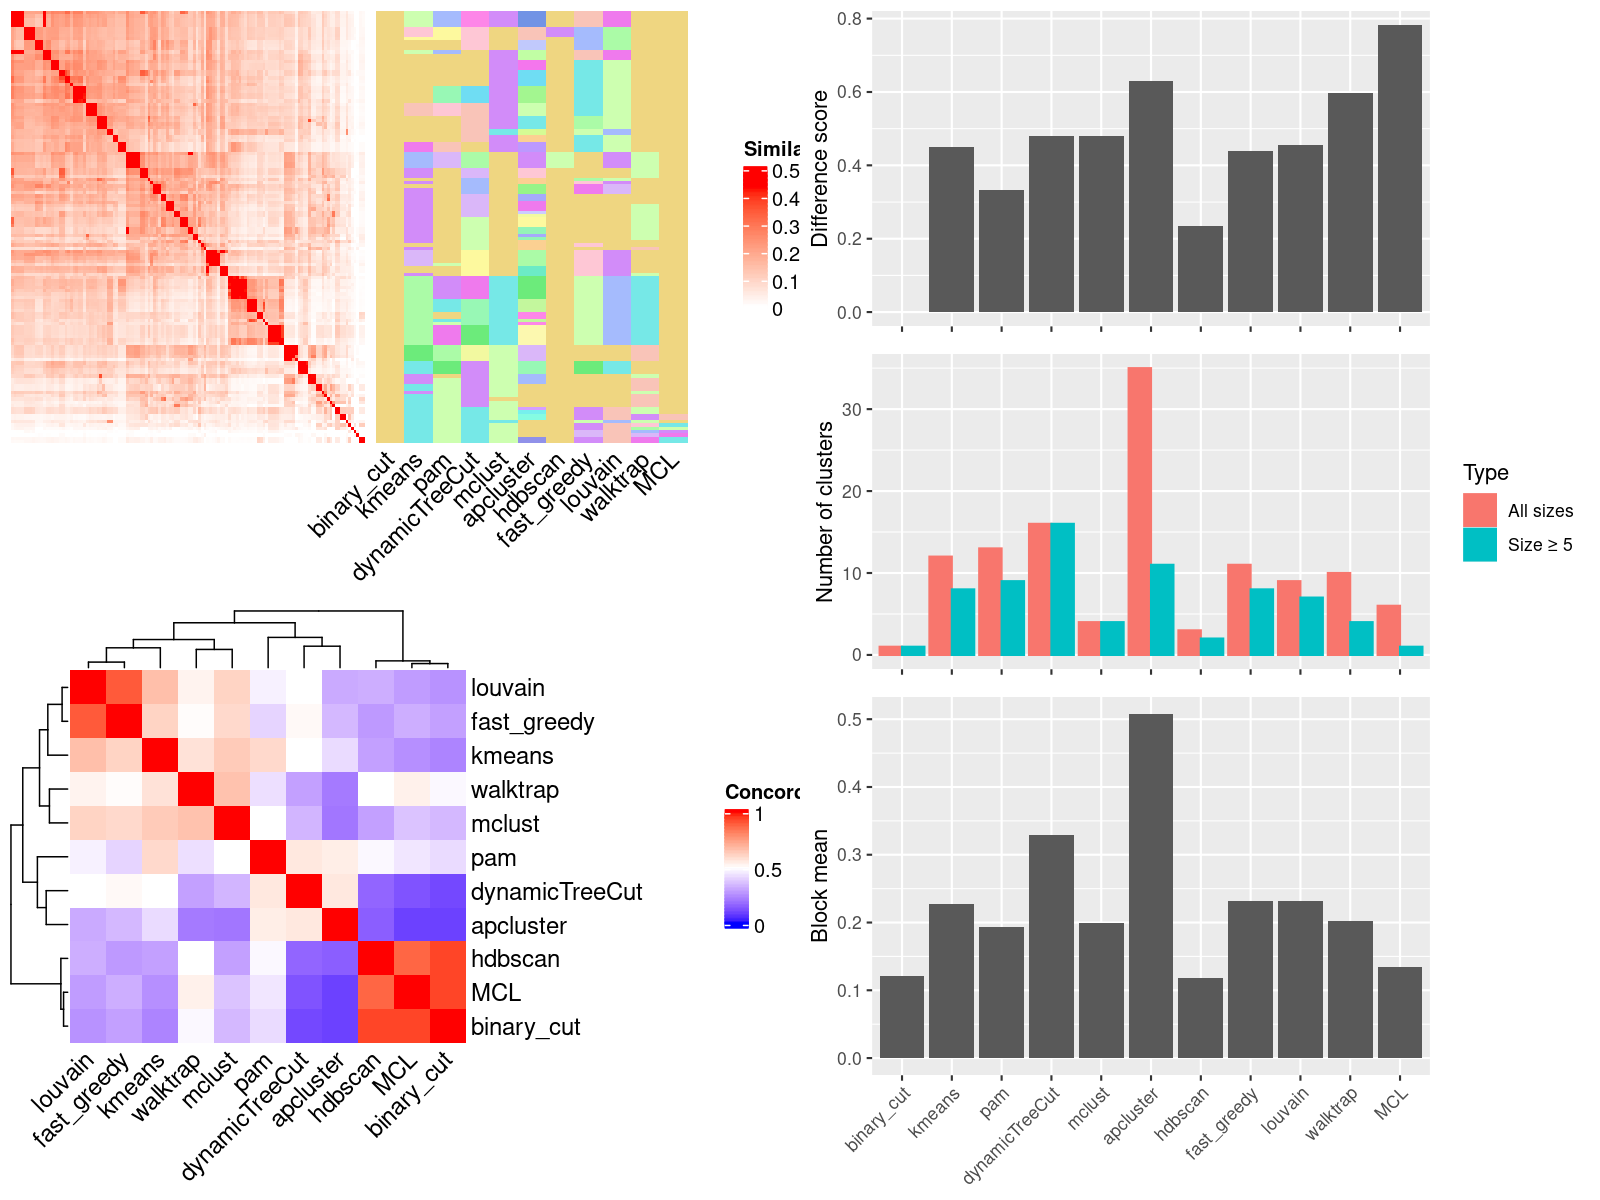 Simila
0.5
0.4
0.3
0.2
0.1
0
binary_cut
kmeans
pam
dynamicTreeCut
mclust
apcluster
hdbscan
fast_greedy
louvain
walktrap
MCL
louvain
fast_greedy
kmeans
walktrap
mclust
pam
dynamicTreeCut
apcluster
hdbscan
MCL
binary_cut
louvain
fast_greedy
kmeans
walktrap
mclust
pam
dynamicTreeCut
apcluster
hdbscan
MCL
binary_cut
Concord
1
0.5
0
Difference score
0.8
0.6
0.4
0.2
0.0
Number of clusters
30
20
10
0
Type
All sizes
Size ≥ 5
Block mean
0.5
0.4
0.3
0.2
0.1
0.0
binary_cut
kmeans
pam
dynamicTreeCut
mclust
apcluster
hdbscan
fast_greedy
louvain
walktrap
MCL